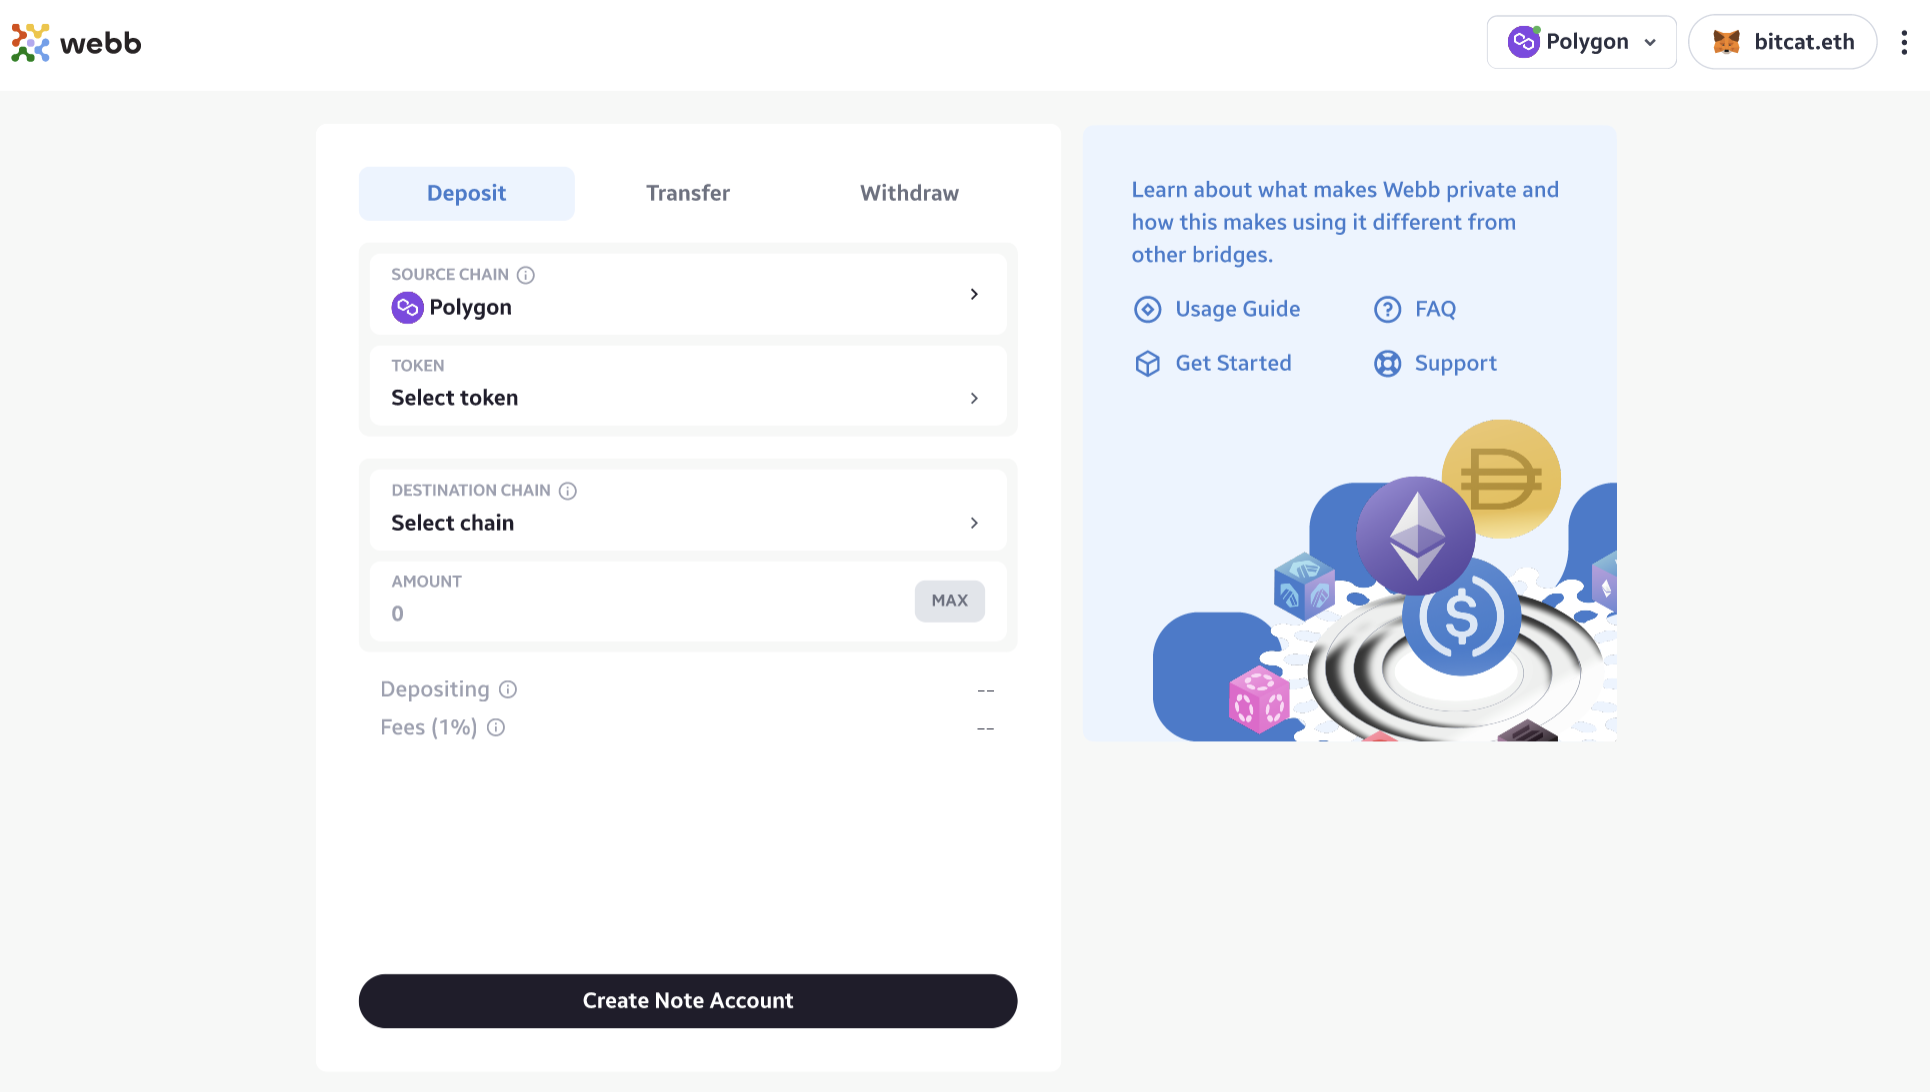 webb
Polygon
bitcat.eth
Deposit
Transfer
Withdraw
SOURCE CHAIN
Polygon
TOKEN
Select token
DESTINATION CHAIN
Select chain
AMOUNT
0
MAX
Depositing
--
Fees (1%)
--
Create Note Account
Learn about what makes Webb private and
how this makes using it different from
other bridges.
Usage Guide
FAQ
Get Started
Support